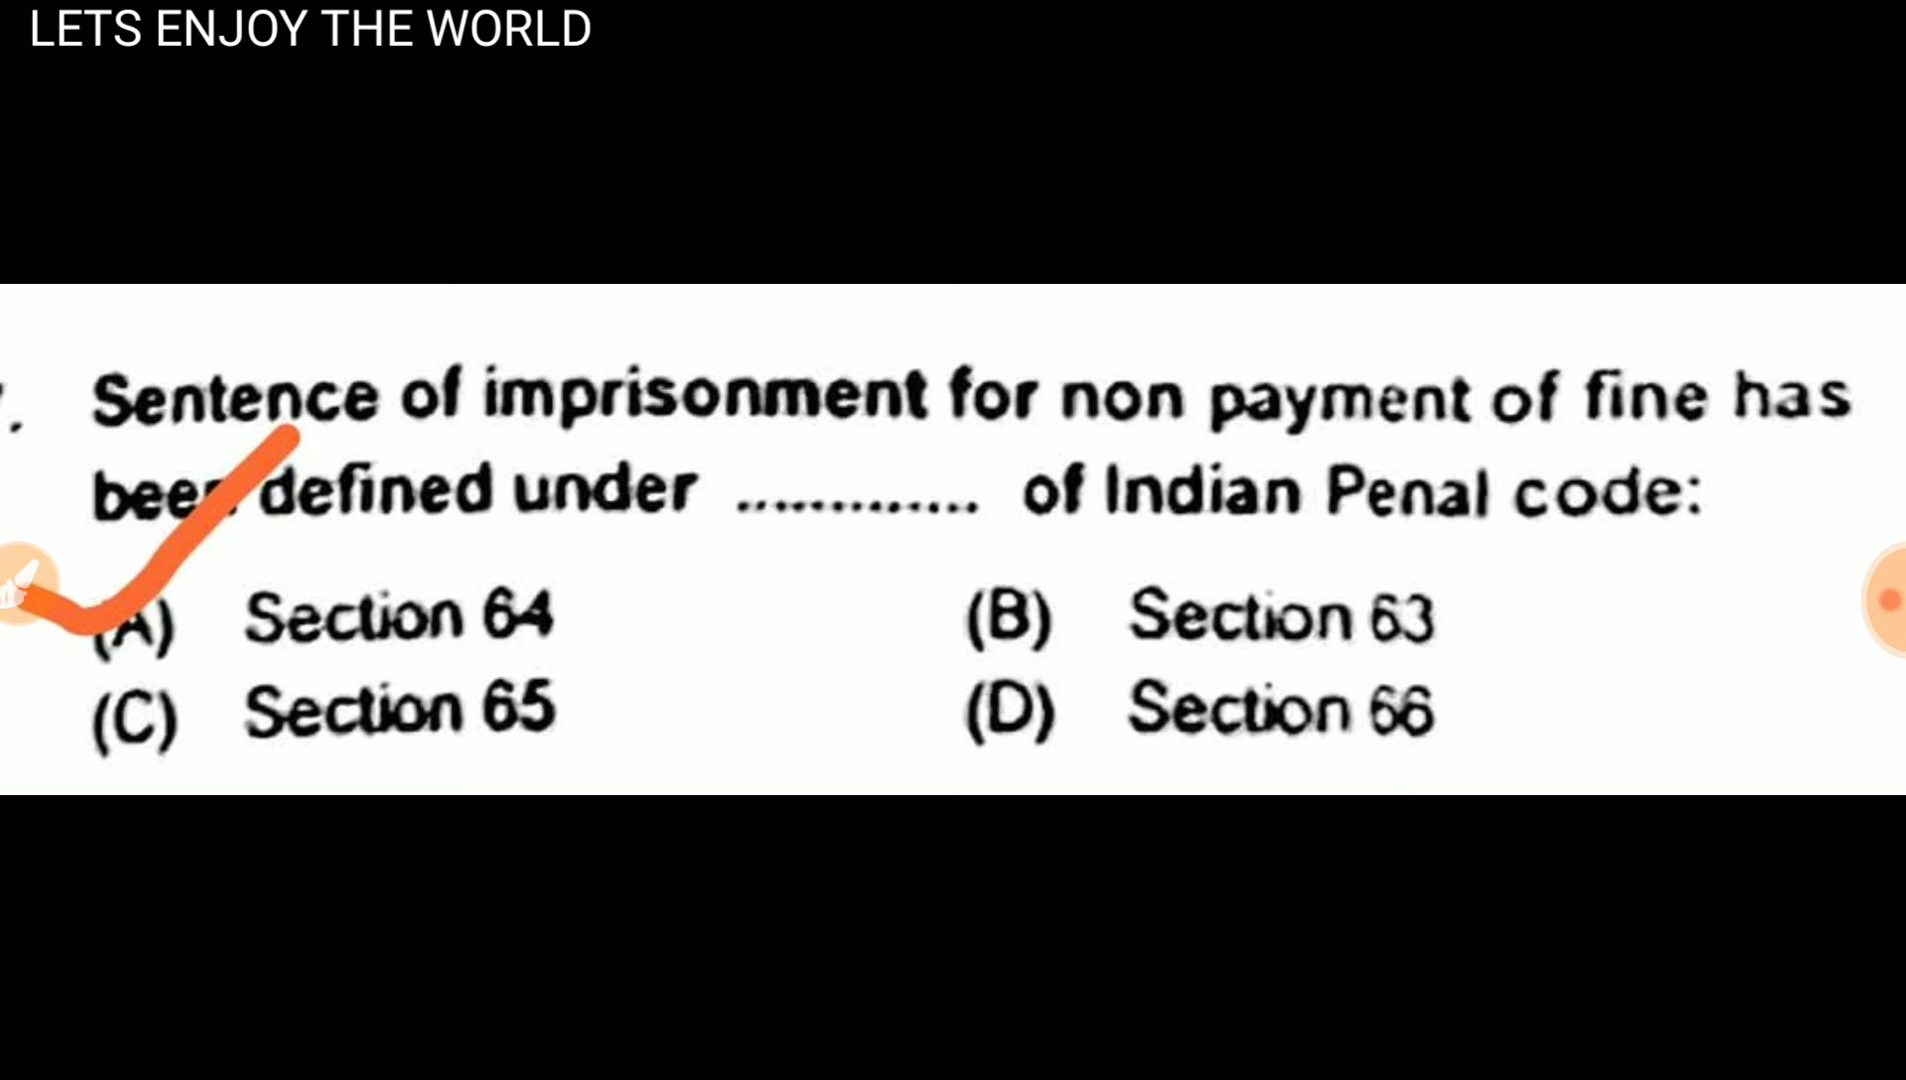 LETS ENJOY THE WORLD
. Sentence of imprisonment for non payment of fine has
been defined under ............. of Indian Penal code:
(A) Section 64 (B) Section 63
(C) Section 65 (D) Section 66